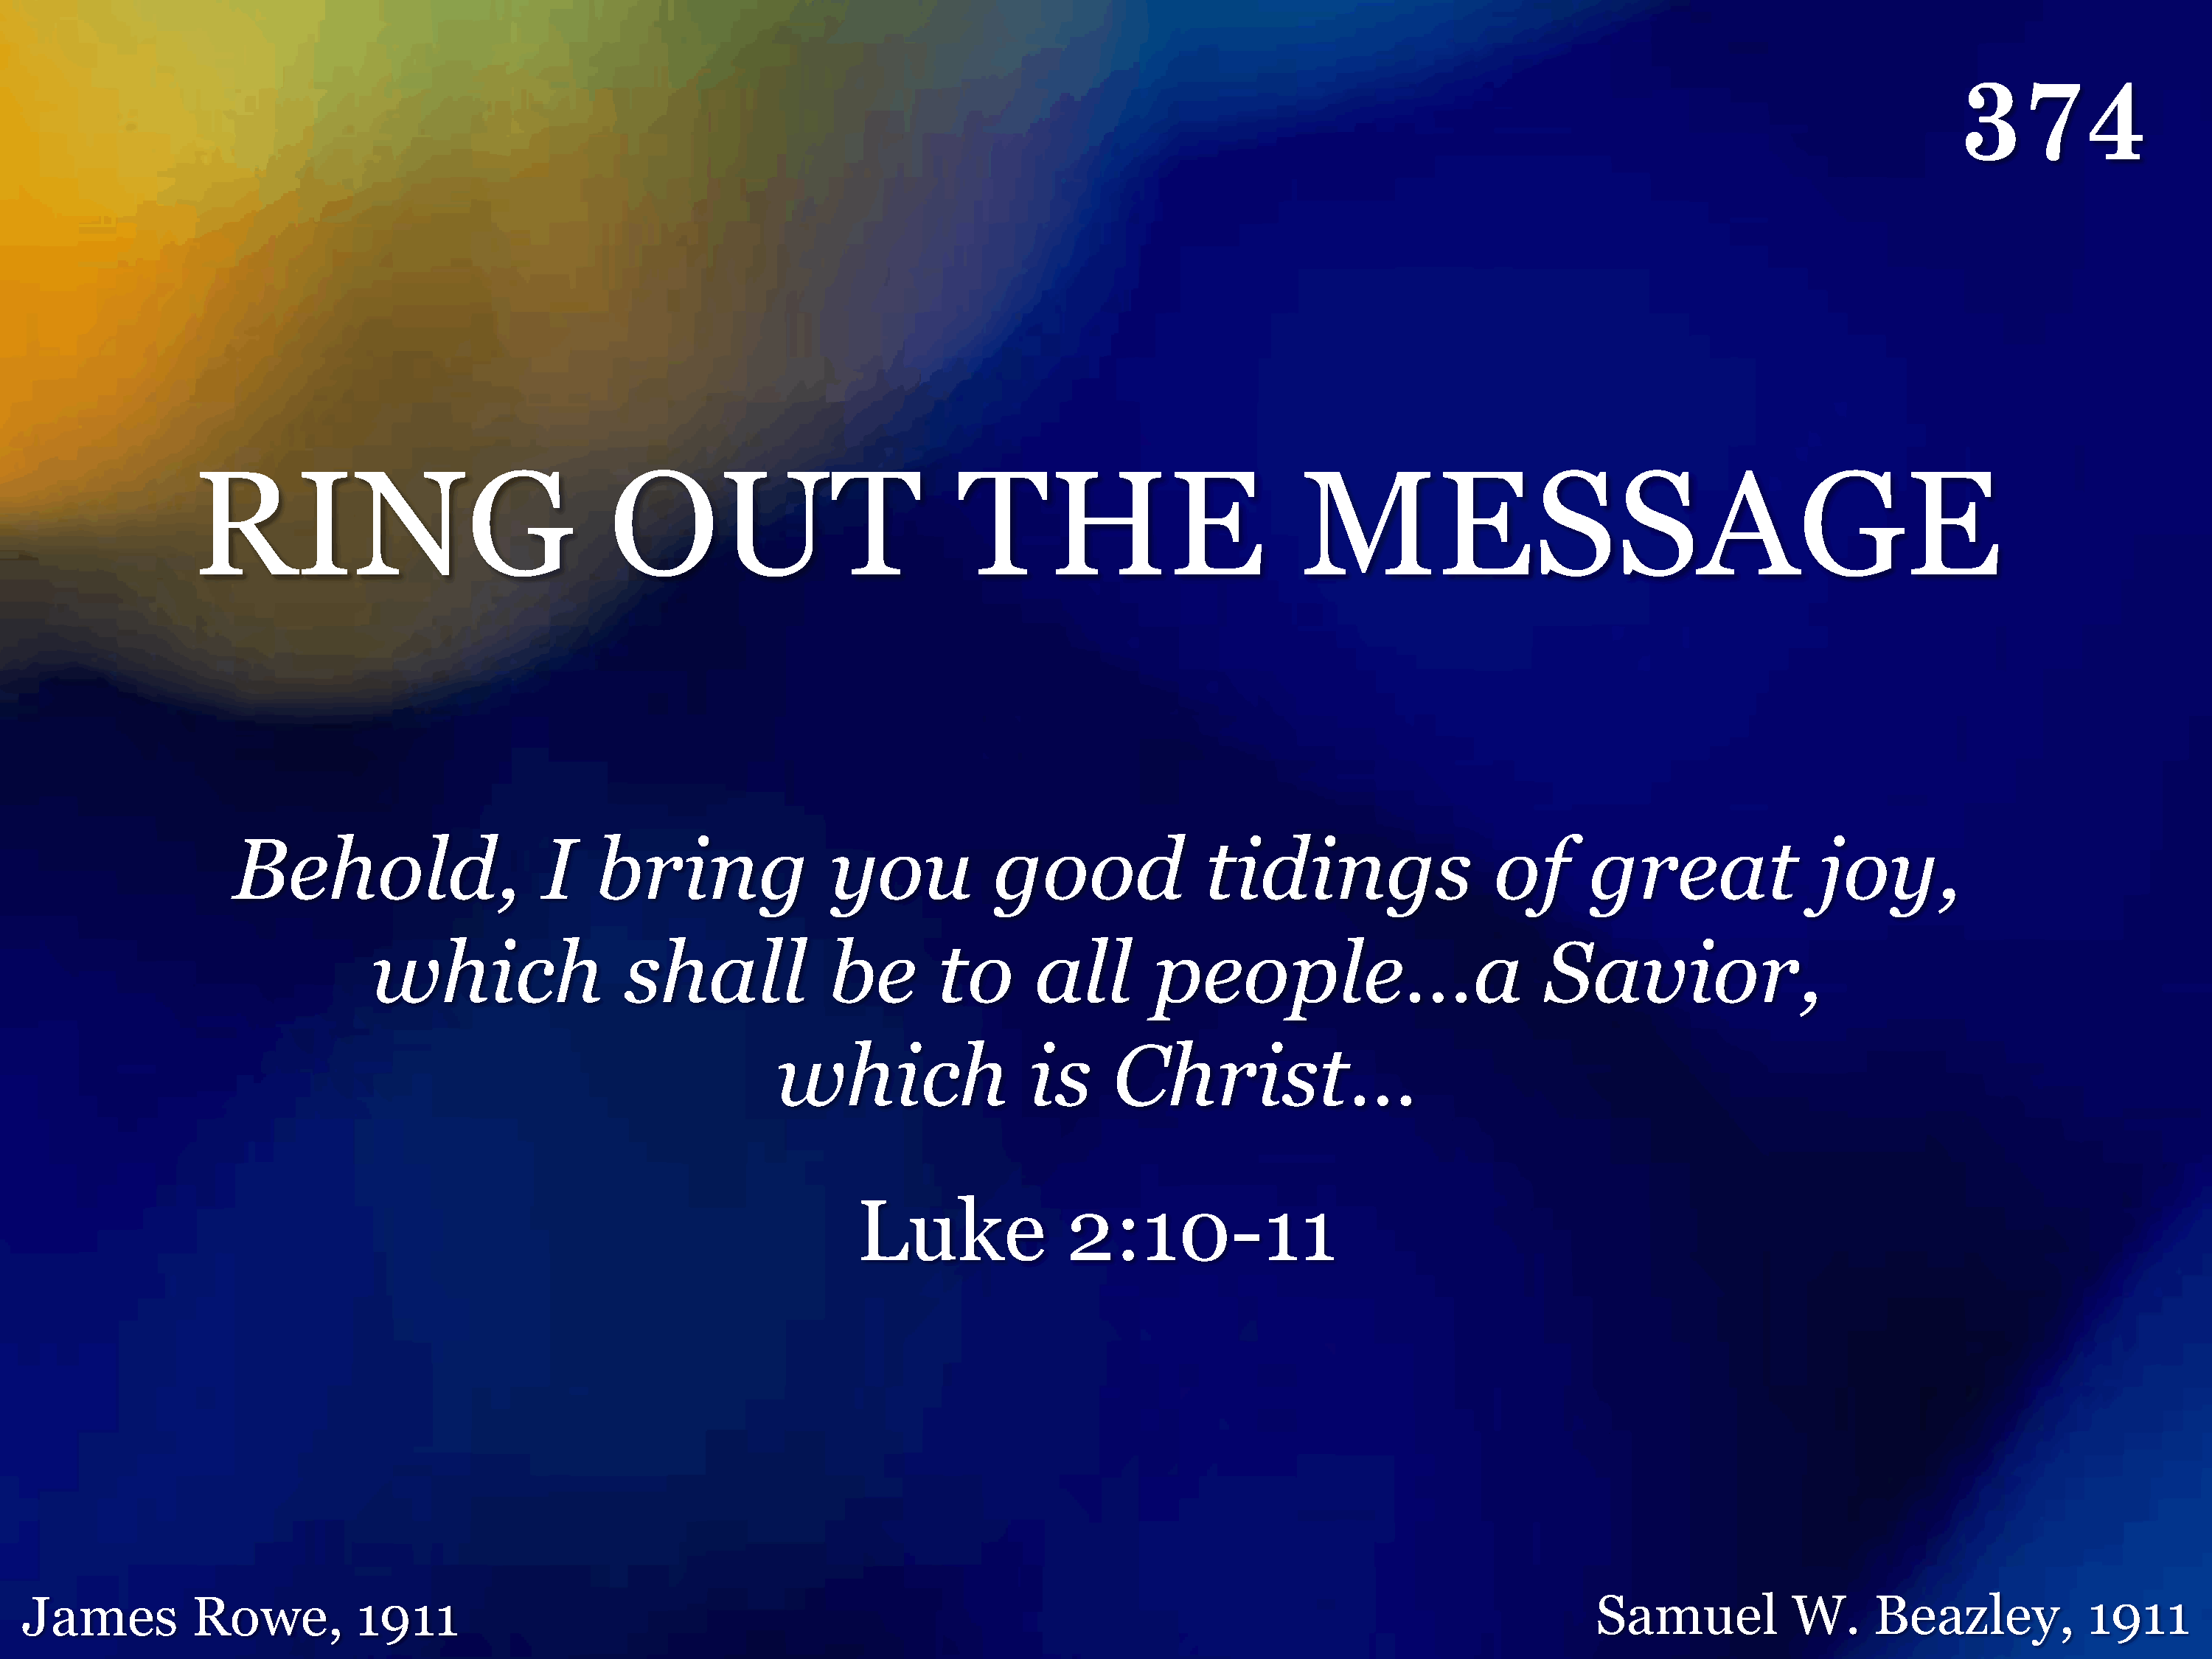 374
RING OUT THE MESSAGE
Behold, I bring you good tidings of great joy,
which shall be to all people...a Savior,
which is Christ...
Luke 2:10-11
James Rowe, 1911
Samuel W. Beazley, 1911